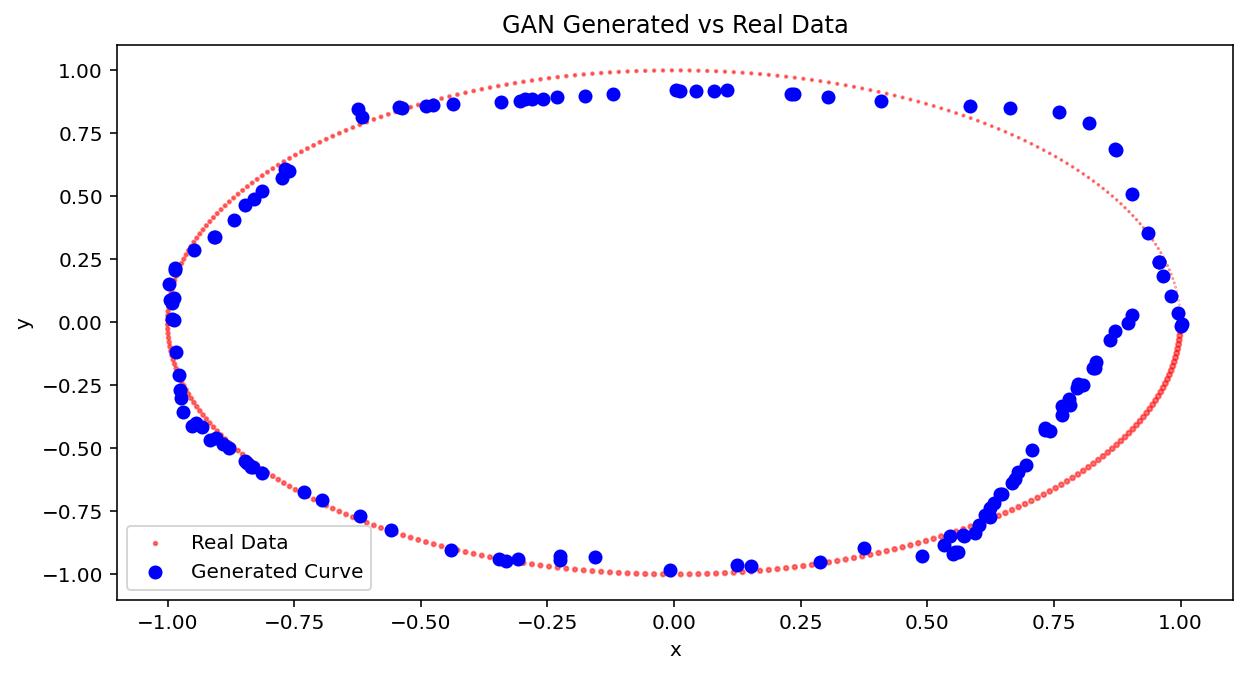 GAN Generated vs Real Data
1.00
0.75
0.50
0.25
0.00
−0.25
−0.50
−0.75
−1.00
y
Real Data
Generated Curve
−1.00 −0.75 −0.50 −0.25 0.00 0.25 0.50 0.75 1.00
x